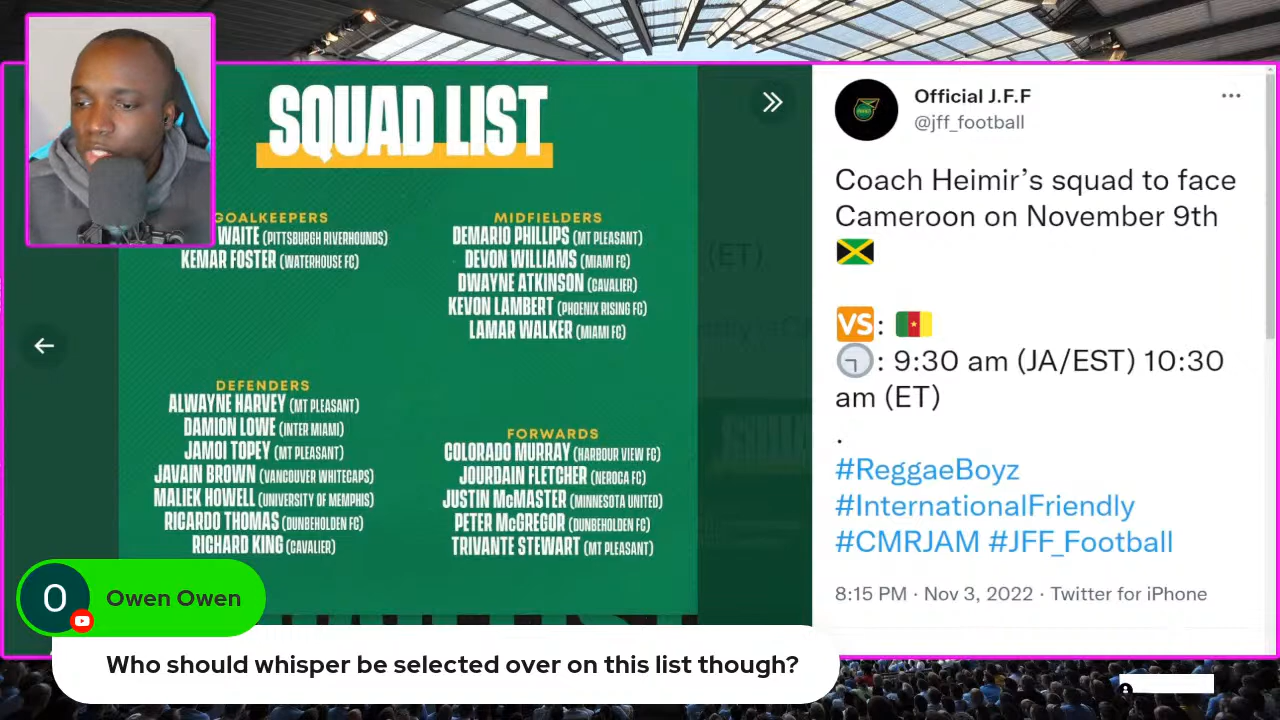 SQUAD LIST
GOALKEEPERS
WAITE (PITTSBURGH RIVERHOUNDS)
KEMAR FOSTER (WATERHOUSE FC)
MIDFIELDERS
DEMARIO PHILLIPS (MT PLEASANT)
DEVON WILLIAMS (MIAMI FC)
DWAYNE ATKINSON (CAVALIER)
KEVON LAMBERT (PHOENIX RISING FC)
LAMAR WALKER (MIAMI FC)
DEFENDERS
ALWAYNE HARVEY (MT PLEASANT)
DAMION LOWE (INTER MIAMI)
JAMOI TOPEY (MT PLEASANT)
JAVAIN BROWN (VANCOUVER WHITECAPS)
MALIEK HOWELL (UNIVERSITY OF MEMPHIS)
RICARDO THOMAS (DUNBEHOLDEN FC)
RICHARD KING (CAVALIER)
FORWARDS
COLORADO MURRAY (HARBOUR VIEW FC)
JOURDAIN FLETCHER (NEROCA FC)
JUSTIN McMASTER (MINNESOTA UNITED)
PETER McGREGOR (DUNBEHOLDEN FC)
TRIVANTE STEWART (MT PLEASANT)
Official J.F.F
@jff_football
Coach Heimir’s squad to face
Cameroon on November 9th
🇯🇲
🆚: 🇨🇲
🕤: 9:30 am (JA/EST) 10:30
am (ET)
.
#ReggaeBoyz
#InternationalFriendly
#CMRJAM #JFF_Football
8:15 PM · Nov 3, 2022 · Twitter for iPhone
O
Owen Owen
Who should whisper be selected over on this list though?